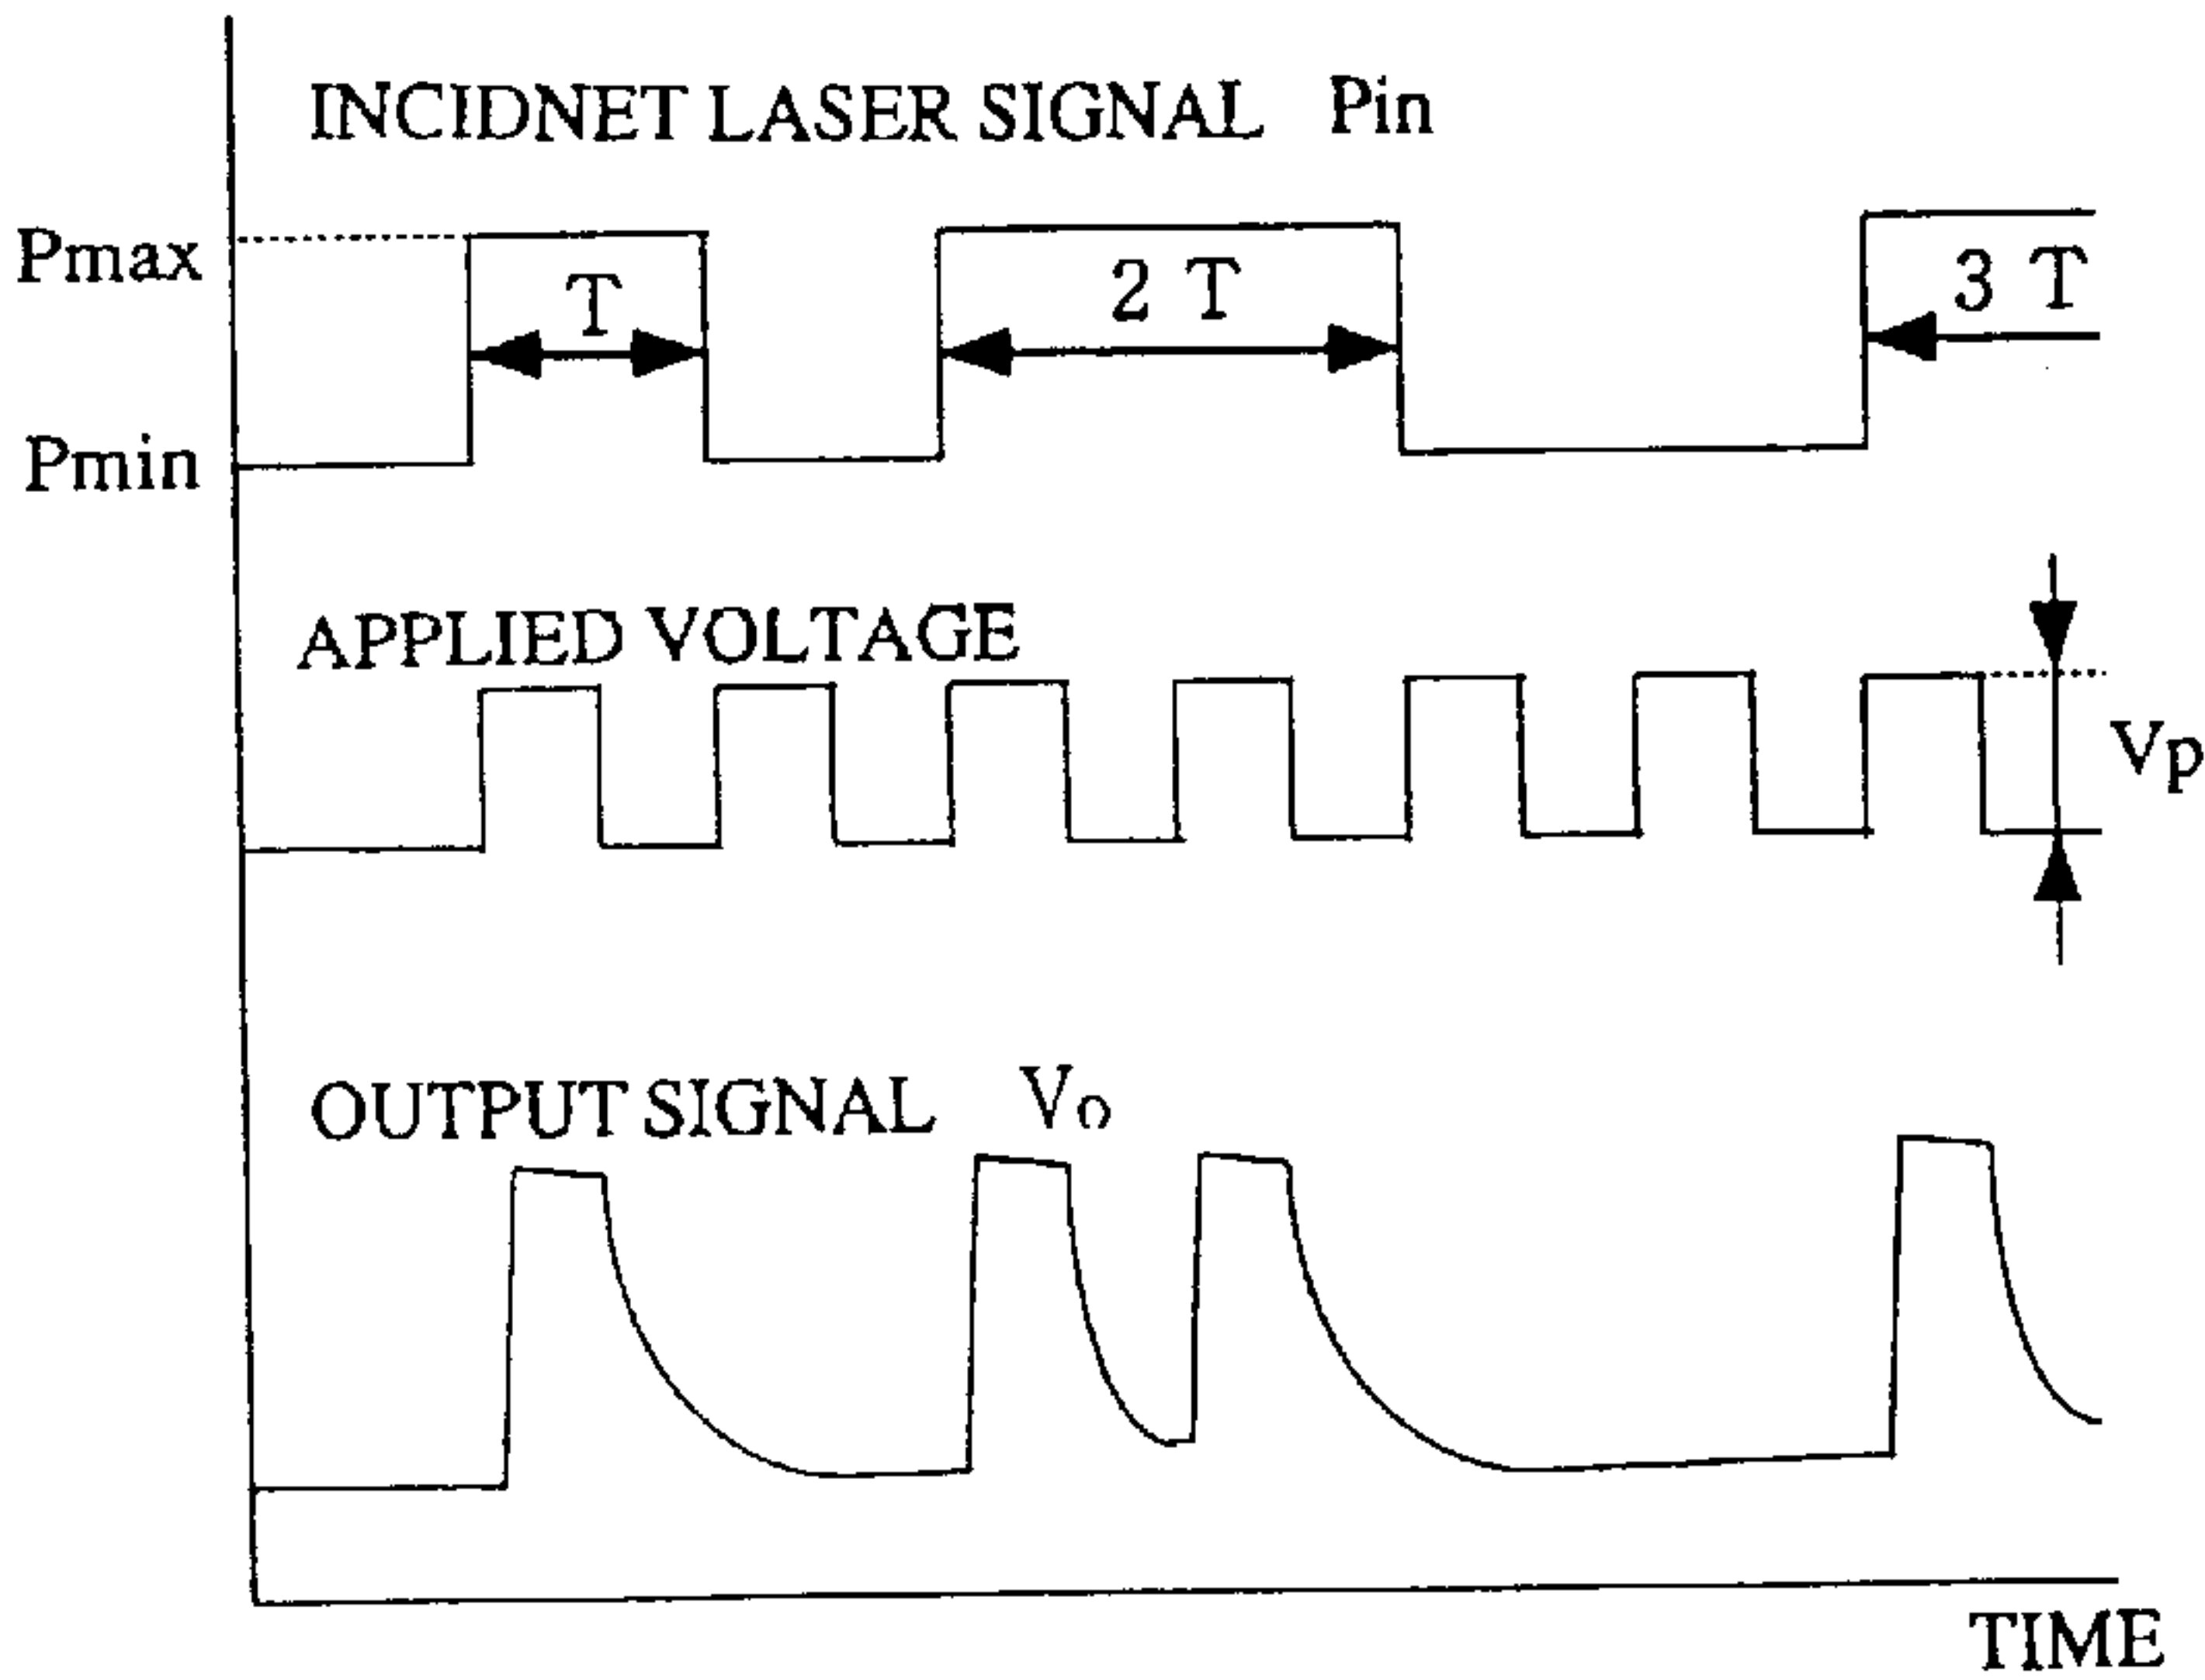 INCIDNET LASER SIGNAL Pin
Pmax
T
2 T
3 T
Pmin
APPLIED VOLTAGE
Vp
OUTPUT SIGNAL Vo
TIME